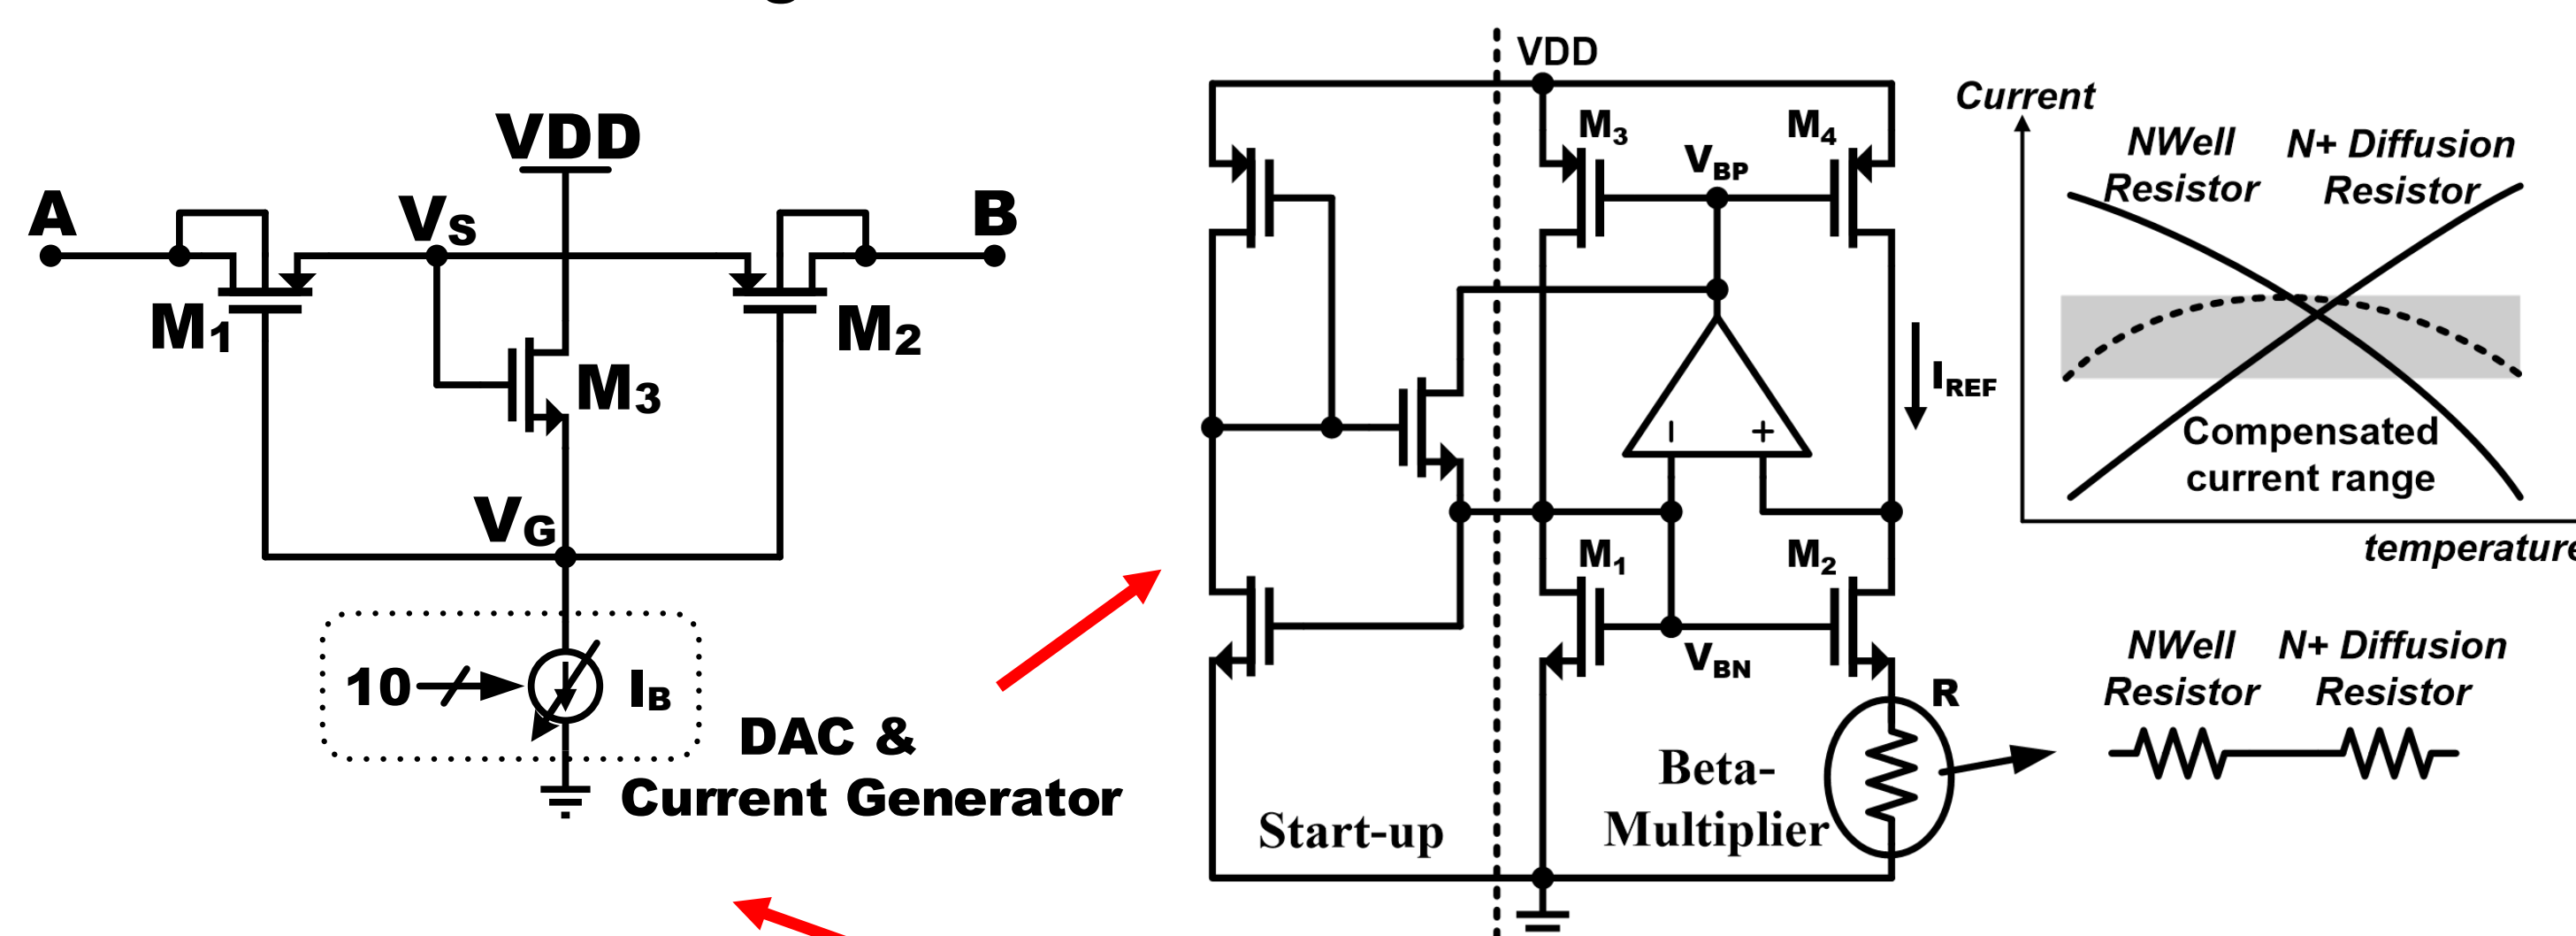 VDD
A
VS
B
M1
M2
M3
VG
10
IB
DAC &
Current Generator
VDD
M3
M4
VBP
IREF
M1
M2
VBN
R
Start-up
Beta-
Multiplier
−
+
Current
NWell
Resistor
N+ Diffusion
Resistor
Compensated
current range
temperature
NWell
Resistor
N+ Diffusion
Resistor